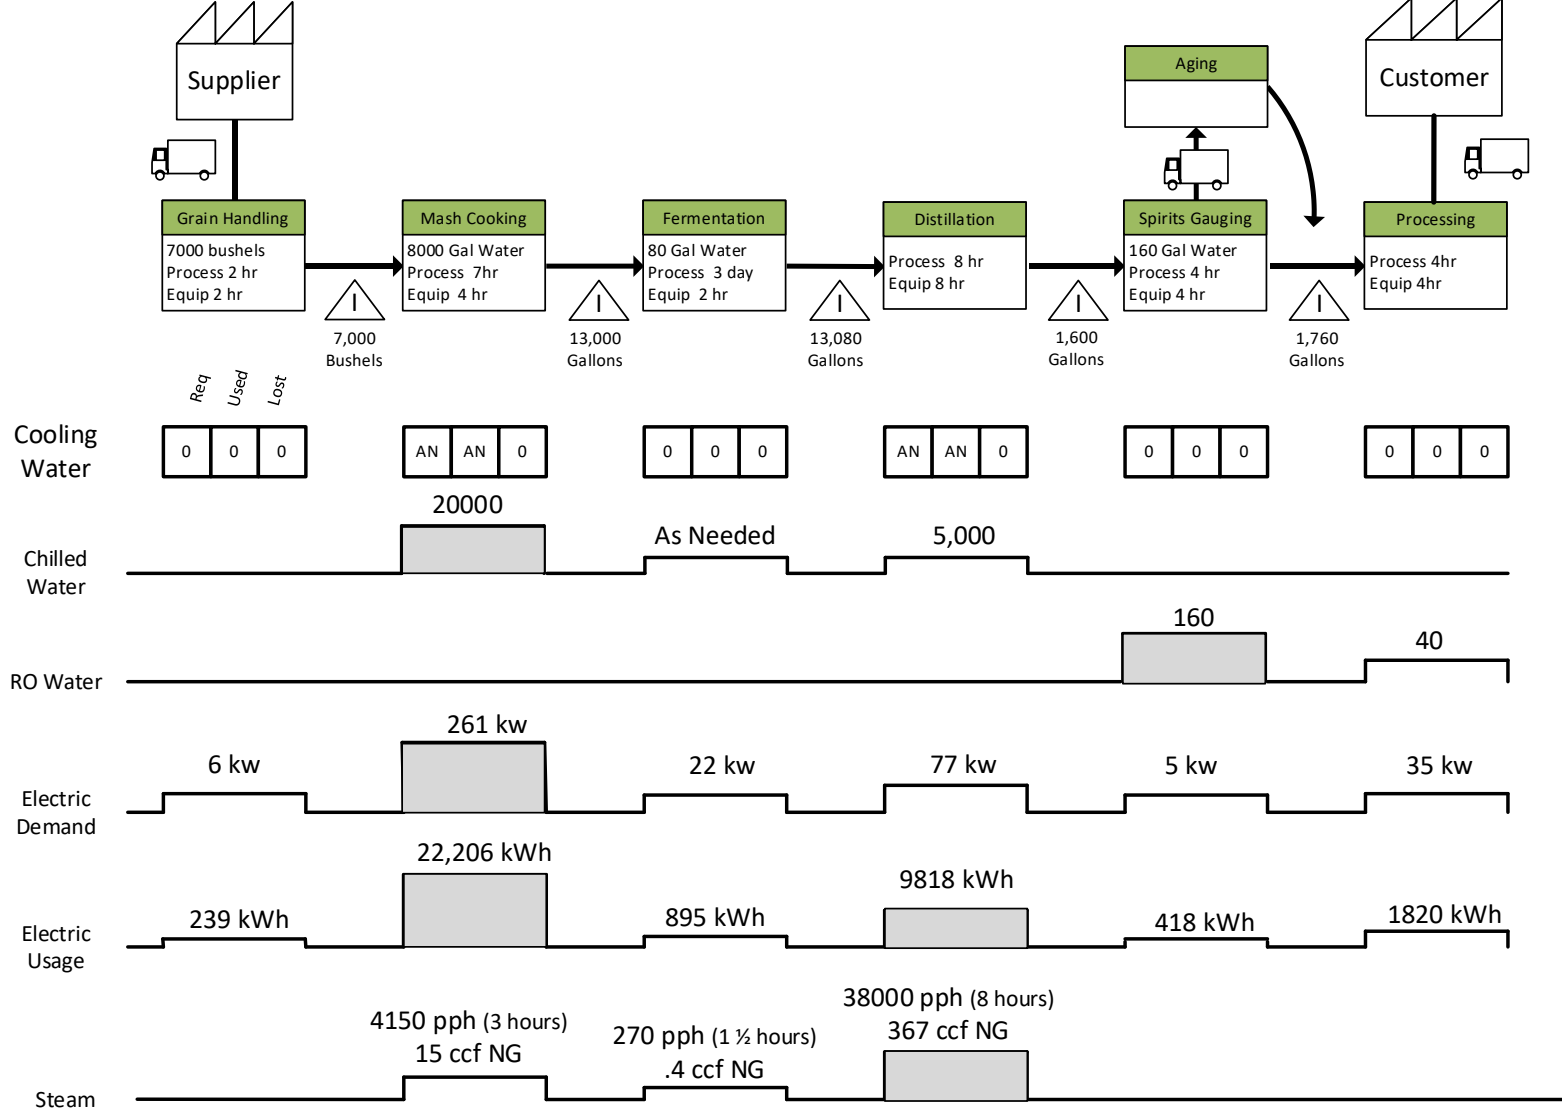 Supplier
Aging
Customer
Grain Handling
7000 bushels
Process 2 hr
Equip 2 hr
Mash Cooking
8000 Gal Water
Process 7hr
Equip 4 hr
Fermentation
80 Gal Water
Process 3 day
Equip 2 hr
Distillation
Process 8 hr
Equip 8 hr
Spirits Gauging
160 Gal Water
Process 4 hr
Equip 4 hr
Processing
Process 4hr
Equip 4hr
I
7,000
Bushels
I
13,000
Gallons
I
13,080
Gallons
I
1,600
Gallons
I
1,760
Gallons
Req
Used
Lost
Cooling
Water
0 0 0
AN AN 0
0 0 0
AN AN 0
0 0 0
0 0 0
Chilled
Water
20000
As Needed
5,000
RO Water
160
40
Electric
Demand
6 kw
261 kw
22 kw
77 kw
5 kw
35 kw
Electric
Usage
239 kWh
22,206 kWh
895 kWh
9818 kWh
418 kWh
1820 kWh
Steam
4150 pph (3 hours)
15 ccf NG
270 pph (1 ½ hours)
.4 ccf NG
38000 pph (8 hours)
367 ccf NG